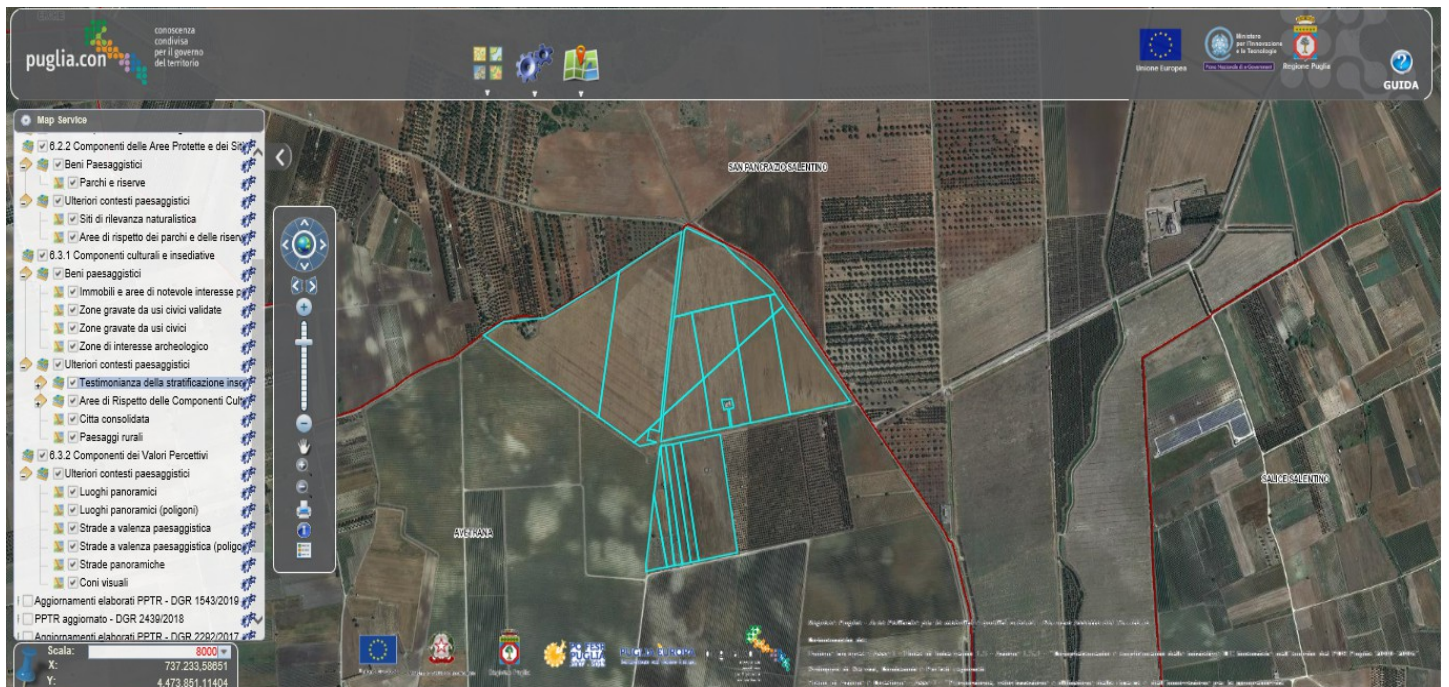 puglia.con
conoscenza
condivisa
per il governo
del territorio
Unione Europea
Ministero
per l'Innovazione
e le Tecnologie
Regione Puglia
GUIDA
Map Service
6.2.2 Componenti delle Aree Protette e dei Siti
Beni Paesaggistici
Parchi e riserve
Ulteriori contesti paesaggistici
Siti di rilevanza naturalistica
Aree di rispetto dei parchi e delle riserv
6.3.1 Componenti culturali e insediative
Beni paesaggistici
Immobili e aree di notevole interesse p
Zone gravate da usi civici validate
Zone gravate da usi civici
Zone di interesse archeologico
Ulteriori contesti paesaggistici
Testimonianza della stratificazione inse
Aree di Rispetto delle Componenti Cult
Citta consolidata
Paesaggi rurali
6.3.2 Componenti dei Valori Percettivi
Ulteriori contesti paesaggistici
Luoghi panoramici
Luoghi panoramici (poligoni)
Strade a valenza paesaggistica
Strade a valenza paesaggistica (poligo
Strade panoramiche
Coni visuali
Aggiornamenti elaborati PPTR - DGR 1543/2019
PPTR aggiornato - DGR 2439/2018
Aggiornamenti elaborati PPTR - DGR 2292/2017
Scala:
8000
X:
737.233,58651
Y:
4.473.851,11404
SAN PANCRAZIO SALENTINO
AVETRANA
SALICE SALENTINO